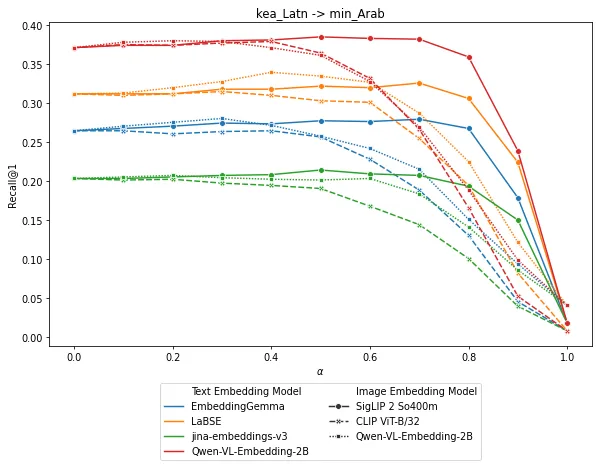 kea_Latn -> min_Arab
0.40
0.35
0.30
0.25
0.20
0.15
0.10
0.05
0.00
Recall@1
0.0 0.2 0.4 0.6 0.8 1.0
α
Text Embedding Model Image Embedding Model
EmbeddingGemma SigLIP 2 So400m
LaBSE CLIP ViT-B/32
jina-embeddings-v3 Qwen-VL-Embedding-2B
Qwen-VL-Embedding-2B